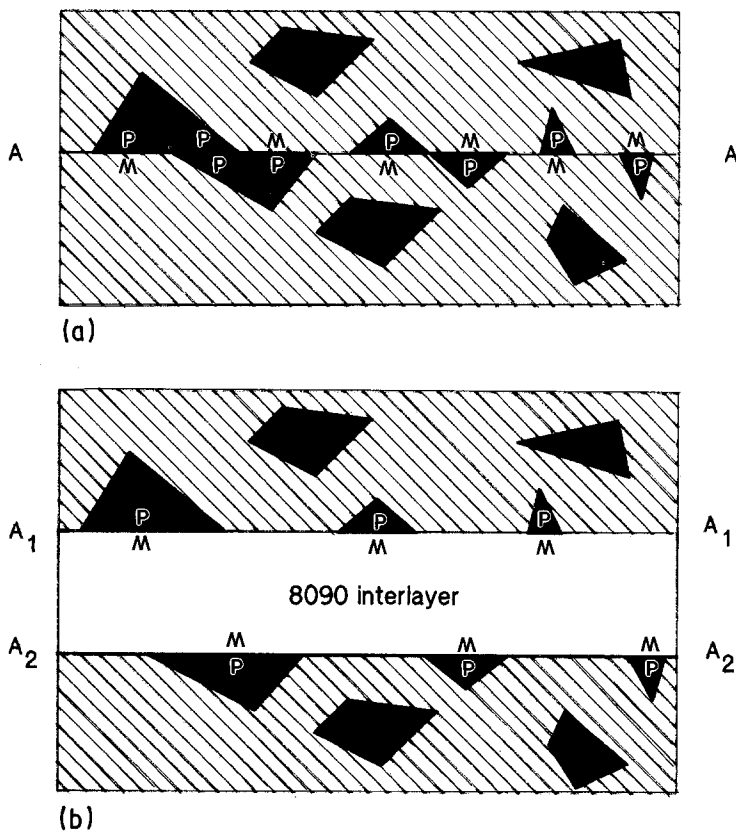 P P M P M P M
A A
M P P M P M P
(a)
P P P
A₁ A₁
M M M
8090 interlayer
M M M
A₂ A₂
P P P
(b)